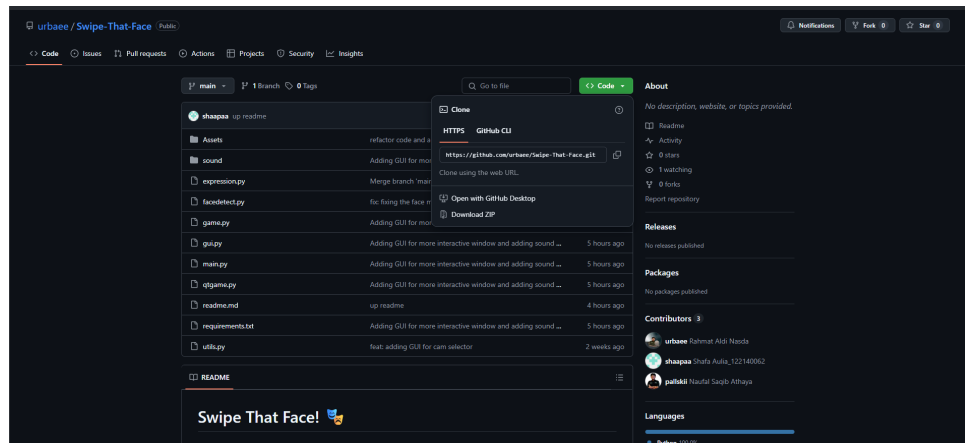 urbaee / Swipe-That-Face Public
Notifications Fork 0 Star 0
Code Issues Pull requests Actions Projects Security Insights
main 1 Branch 0 Tags Go to file Code
shaapaa up readme
Assets refactor code and a
sound Adding GUI for mor
expression.py Merge branch 'mai
facedetect.py fix: fixing the face m
game.py Adding GUI for mor
gui.py Adding GUI for more interactive window and adding sound ... 5 hours ago
main.py Adding GUI for more interactive window and adding sound ... 5 hours ago
qtgame.py Adding GUI for more interactive window and adding sound ... 5 hours ago
readme.md up readme 4 hours ago
requirements.txt Adding GUI for more interactive window and adding sound ... 5 hours ago
utils.py feat: adding GUI for cam selector 2 weeks ago
Clone
HTTPS GitHub CLI
https://github.com/urbaee/Swipe-That-Face.git
Clone using the web URL.
Open with GitHub Desktop
Download ZIP
README
Swipe That Face!
About
No description, website, or topics provided.
Readme
Activity
0 stars
1 watching
0 forks
Report repository
Releases
No releases published
Packages
No packages published
Contributors 3
urbaee Rahmat Aldi Nasda
shaapaa Shafa Aulia_122140062
pallskii Naufal Saqib Athaya
Languages
Python 100.0%